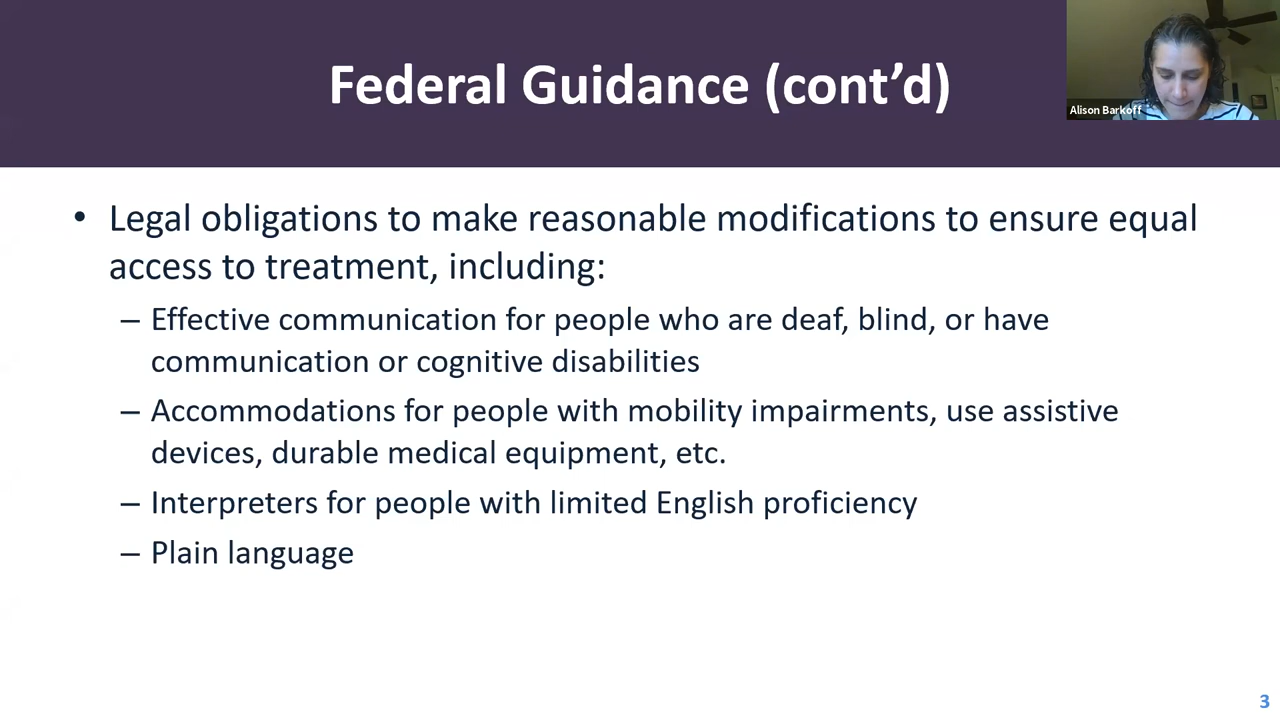 Federal Guidance (cont’d)
Alison Barkoff
• Legal obligations to make reasonable modifications to ensure equal
access to treatment, including:
– Effective communication for people who are deaf, blind, or have
communication or cognitive disabilities
– Accommodations for people with mobility impairments, use assistive
devices, durable medical equipment, etc.
– Interpreters for people with limited English proficiency
– Plain language
3